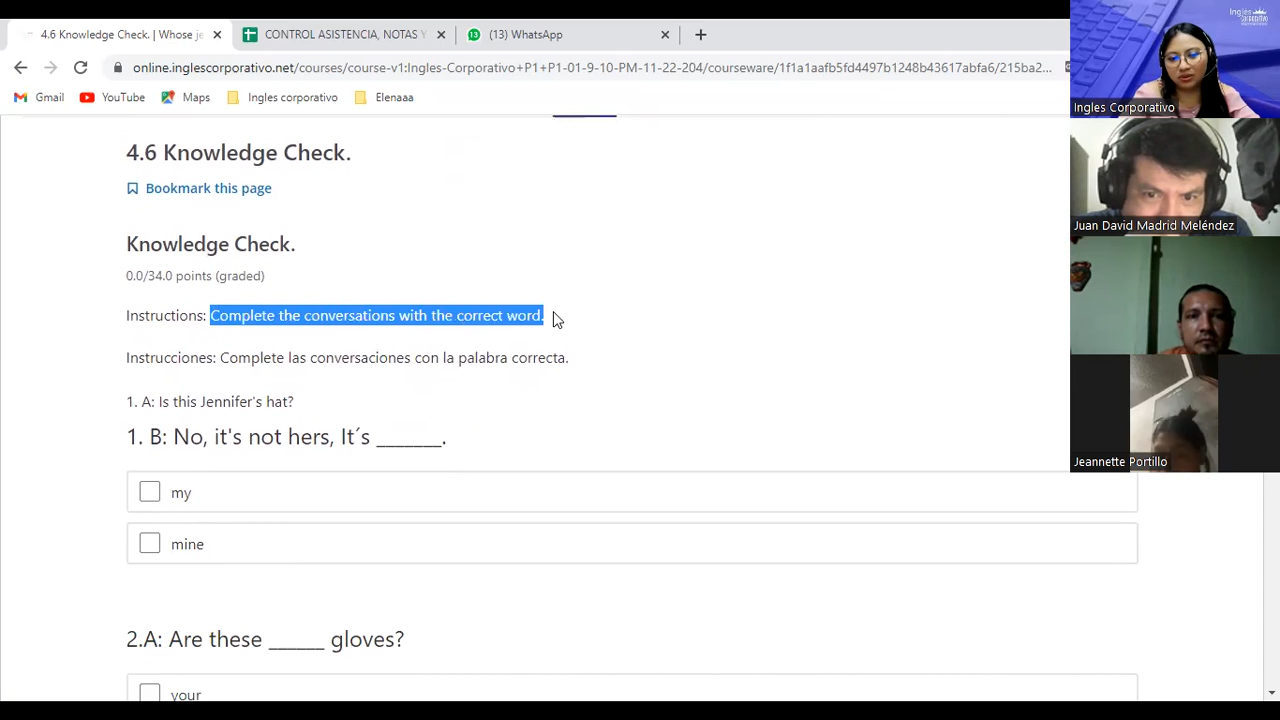 4.6 Knowledge Check. | Whose je
CONTROL ASISTENCIA, NOTAS Y
(13) WhatsApp
online.inglescorporativo.net/courses/course-v1:Ingles-Corporativo+P1+P1-01-9-10-PM-11-22-204/courseware/1f1a1aafb5fd4497b1248b43617abfa6/215ba2...
Gmail
YouTube
Maps
Ingles corporativo
Elenaaa
4.6 Knowledge Check.
Bookmark this page
Knowledge Check.
0.0/34.0 points (graded)
Instructions: Complete the conversations with the correct word.
Instrucciones: Complete las conversaciones con la palabra correcta.
1. A: Is this Jennifer's hat?
1. B: No, it's not hers, It´s _______.
my
mine
2.A: Are these ______ gloves?
your
Ingles Corporativo
Juan David Madrid Meléndez
Jeannette Portillo